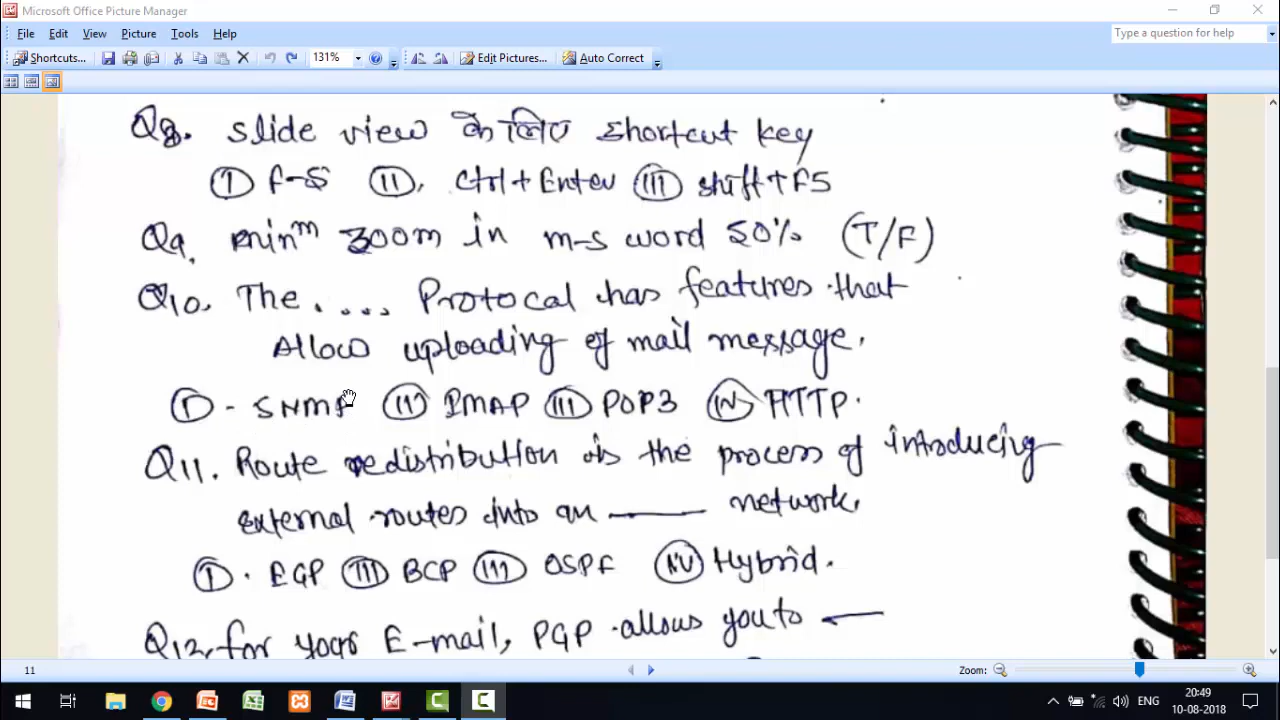 Microsoft Office Picture Manager
File Edit View Picture Tools Help
Type a question for help
Shortcuts... 131% Edit Pictures... Auto Correct
Q8. slide view के लिए shortcut key
I F-5 II, Ctrl+Enter III shift+F5
Q9. minm zoom in m-s word 50% (T/F)
Q10. The .... Protocal has features that
Allow uploading of mail message.
I - SNMP II IMAP III POP3 IV HTTP.
Q11. Route redistribution is the process of introducing
External routes into an ____ network.
I. EGP III BCP III OSPF IV Hybrid.
Q12. for your E-mail, PGP allows you to __
11 Zoom:
ENG 20:49
10-08-2018